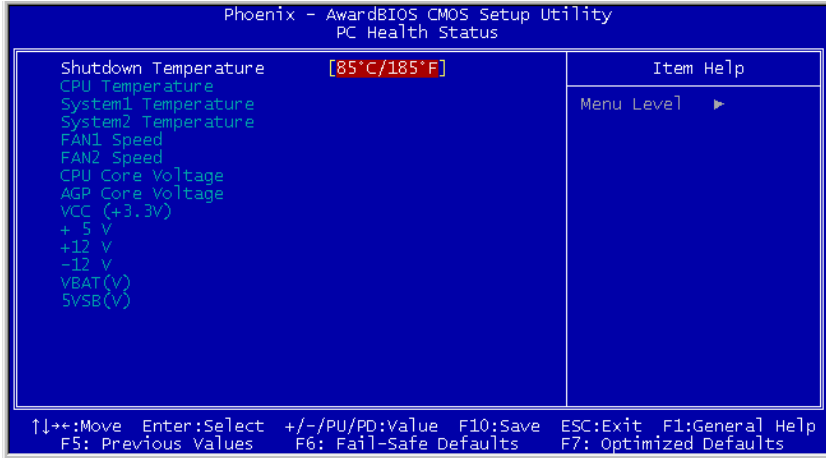 Phoenix - AwardBIOS CMOS Setup Utility
PC Health Status
Shutdown Temperature [85°C/185°F]
CPU Temperature
System1 Temperature
System2 Temperature
FAN1 Speed
FAN2 Speed
CPU Core Voltage
AGP Core Voltage
VCC (+3.3V)
+ 5 V
+12 V
-12 V
VBAT(V)
5VSB(V)
Item Help
Menu Level ►
↑↓→←:Move Enter:Select +/-/PU/PD:Value F10:Save ESC:Exit F1:General Help
F5: Previous Values F6: Fail-Safe Defaults F7: Optimized Defaults